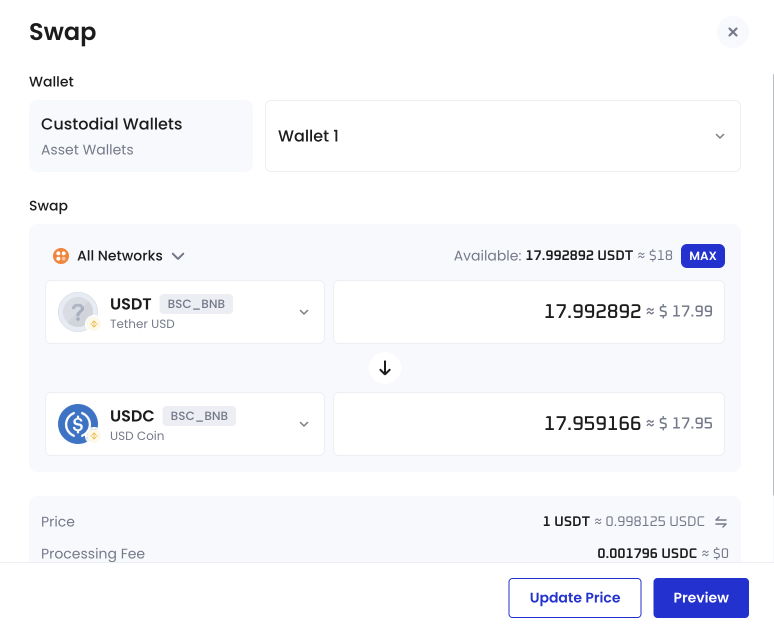 Swap
Wallet
Custodial Wallets
Asset Wallets
Wallet 1
Swap
All Networks
Available: 17.992892 USDT ≈ $18 MAX
USDT BSC_BNB
Tether USD
17.992892 ≈ $ 17.99
USDC BSC_BNB
USD Coin
17.959166 ≈ $ 17.95
Price 1 USDT ≈ 0.998125 USDC
Processing Fee 0.001796 USDC ≈ $0
Update Price Preview